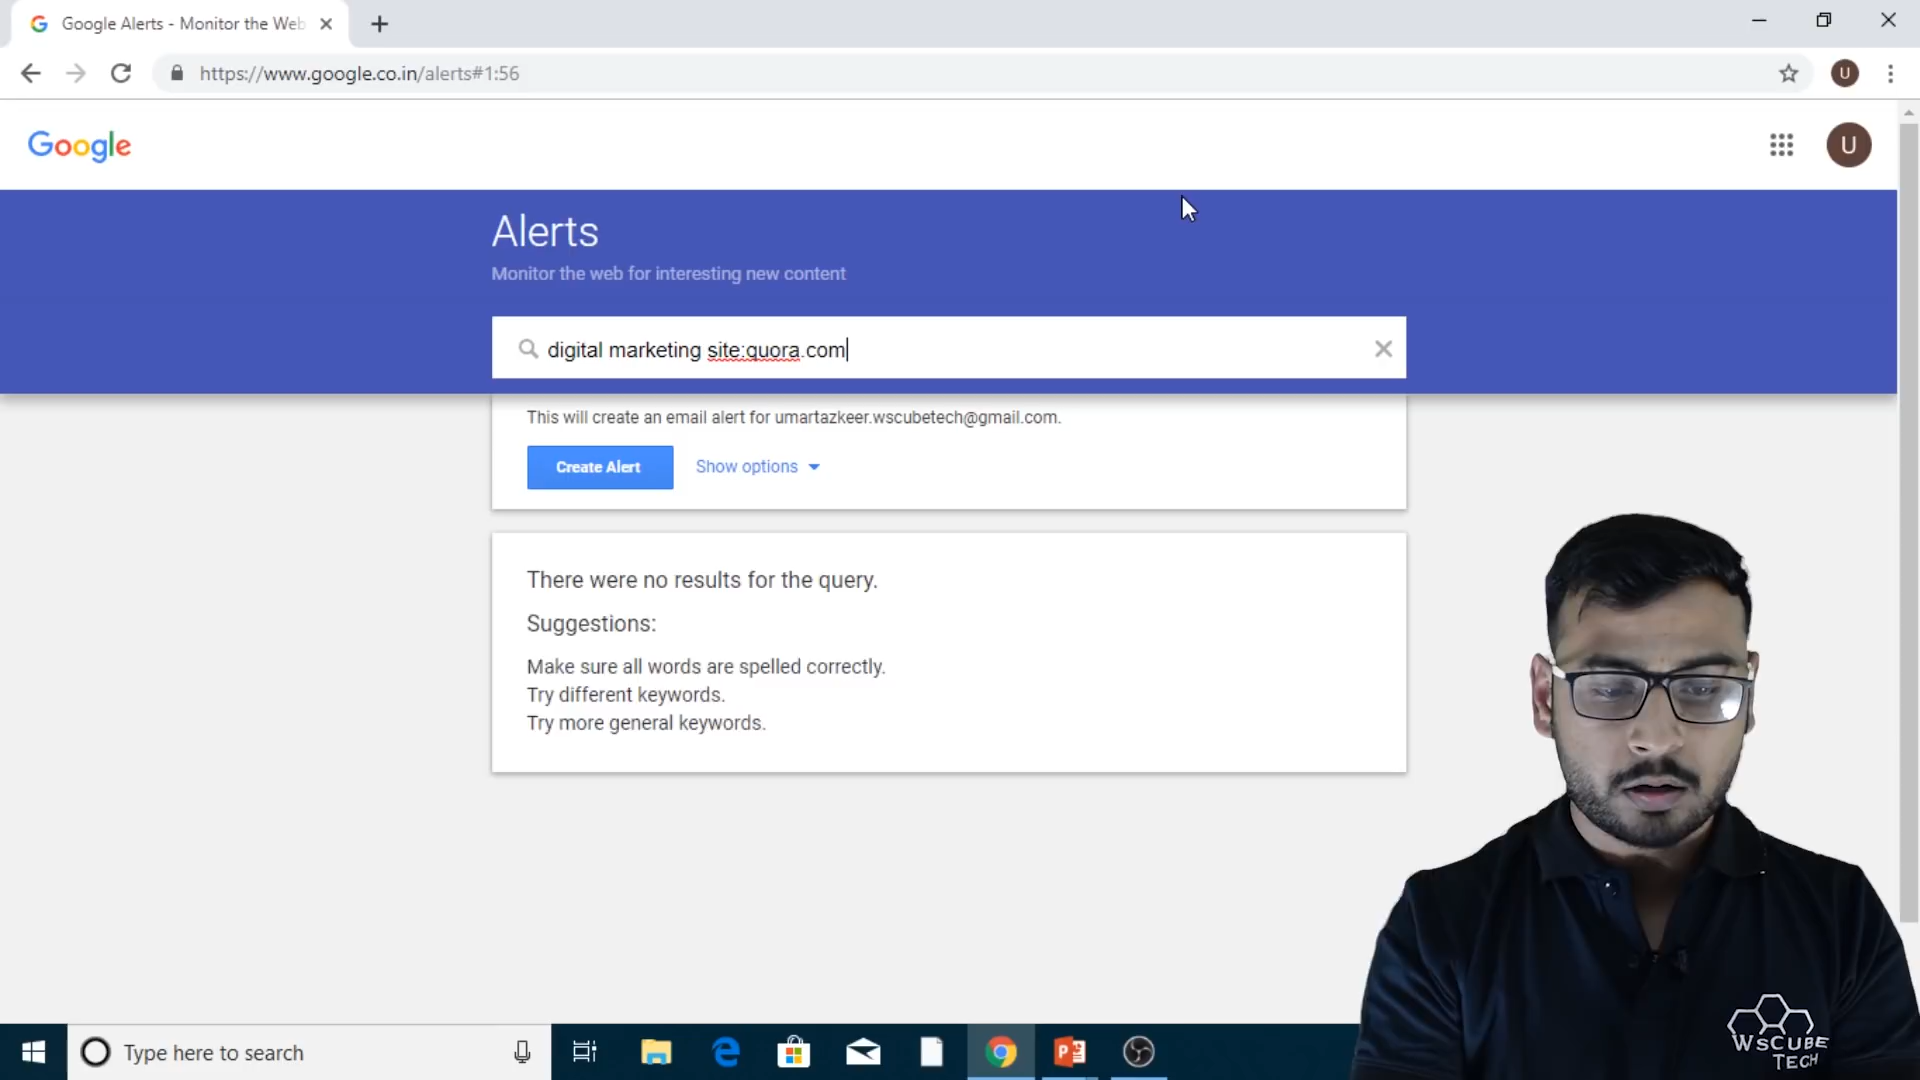 Google Alerts - Monitor the Web
https://www.google.co.in/alerts#1:56
U
Google
U
Alerts
Monitor the web for interesting new content
digital marketing site:quora.com
This will create an email alert for umartazkeer.wscubetech@gmail.com.
Create Alert
Show options
There were no results for the query.
Suggestions:
Make sure all words are spelled correctly.
Try different keywords.
Try more general keywords.
Type here to search
WsCUBE
TECH